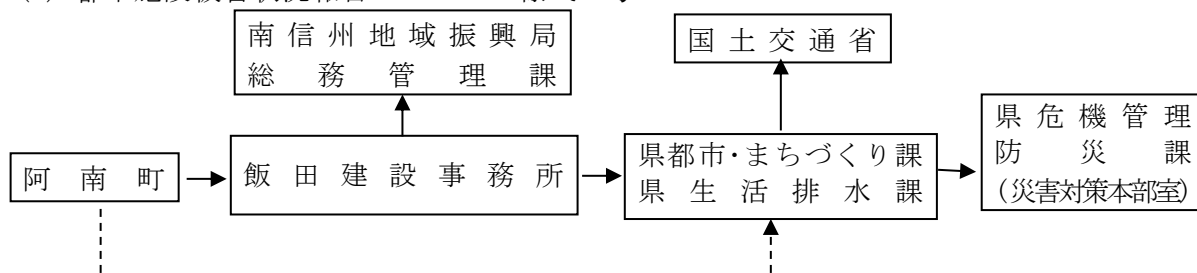 南信州地域振興局
総務管理課
国土交通省
県危機管理
防災課
(災害対策本部室)
阿南町
飯田建設事務所
県都市・まちづくり課
県生活排水課